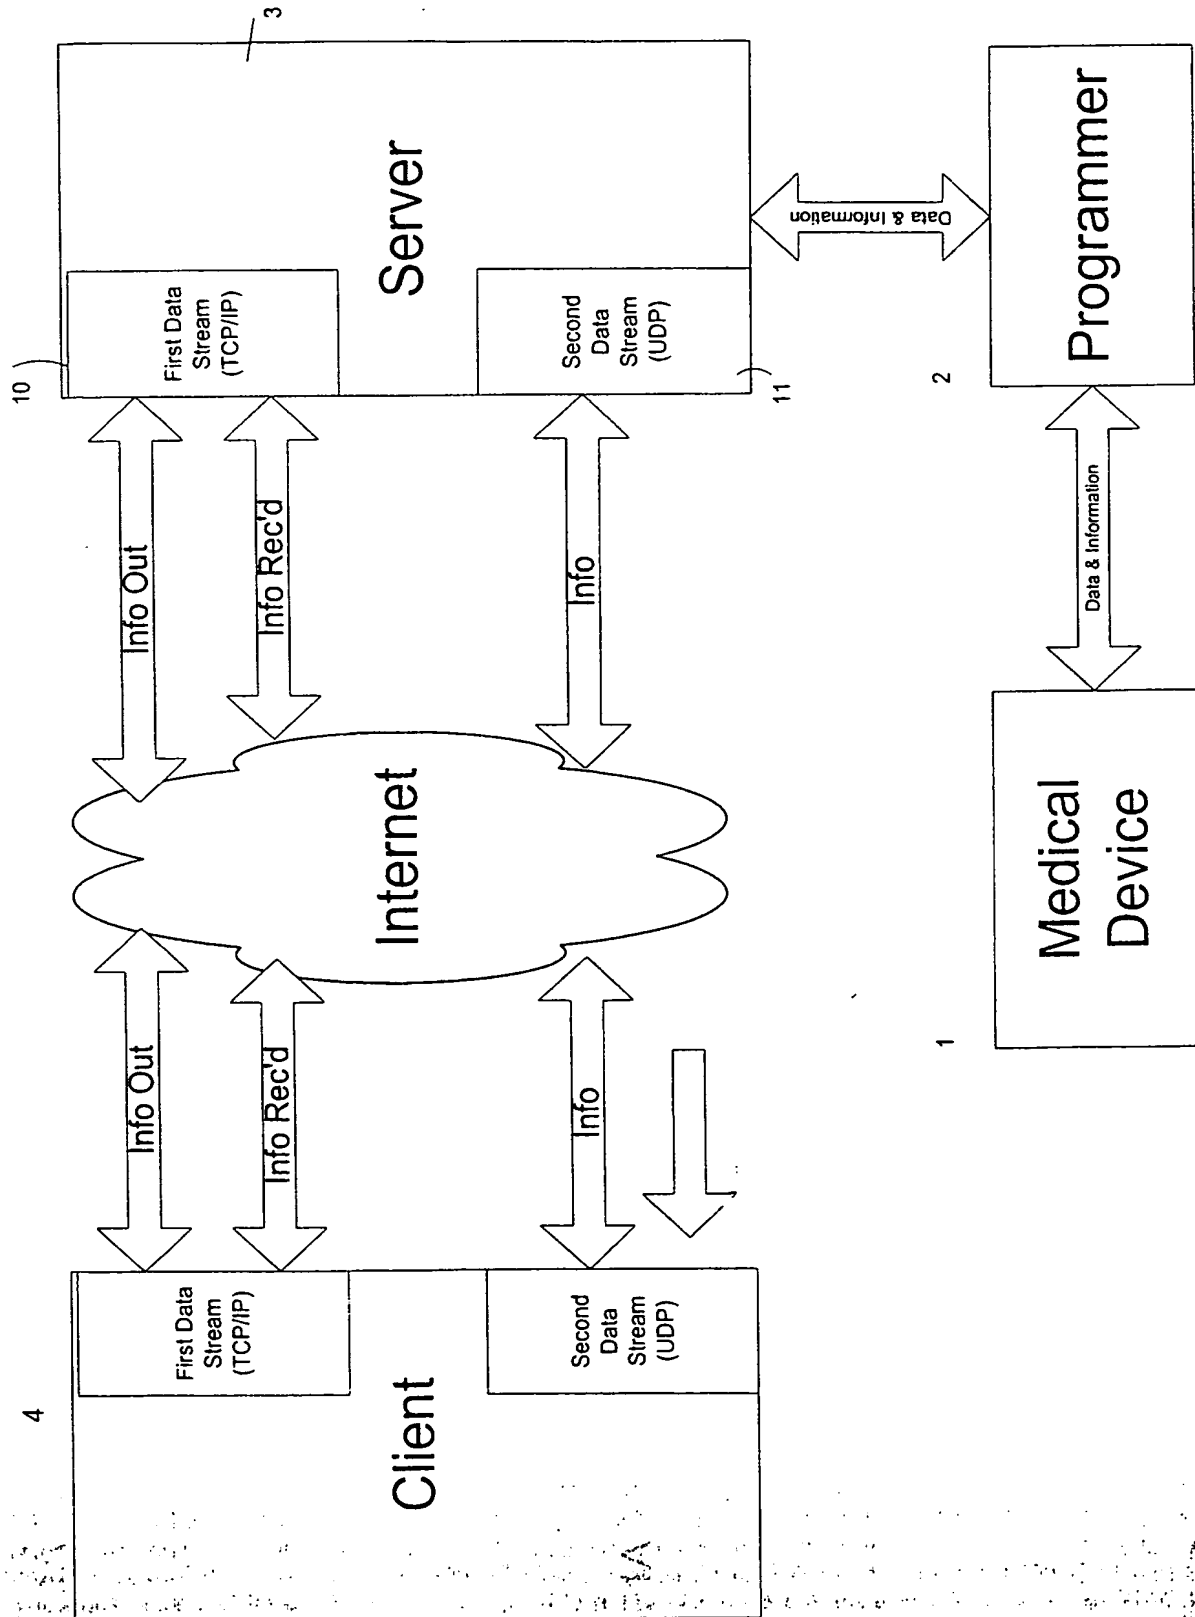 4
Client
First Data
Stream
(TCP/IP)
Second
Data
Stream
(UDP)
Info Out
Info Rec'd
Info
Internet
Info Out
Info Rec'd
Info
10
First Data
Stream
(TCP/IP)
Server
3
Second
Data
Stream
(UDP)
11
Data & Information
1
Medical
Device
Data & Information
2
Programmer